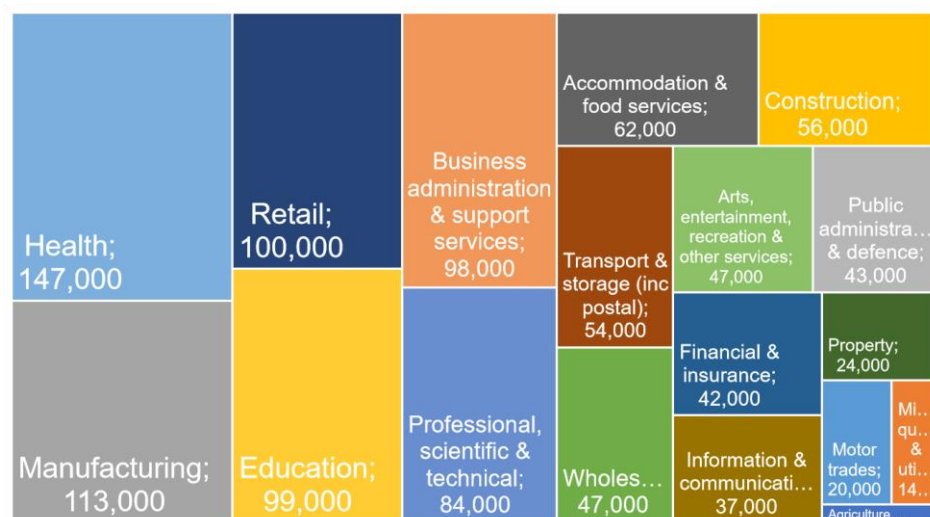 Health;
147,000
Manufacturing;
113,000
Retail;
100,000
Education;
99,000
Business
administration
& support
services;
98,000
Professional,
scientific &
technical;
84,000
Accommodation &
food services;
62,000
Construction;
56,000
Transport &
storage (inc
postal);
54,000
Wholes...
47,000
Arts,
entertainment,
recreation &
other services;
47,000
Public
administra...
& defence;
43,000
Financial &
insurance;
42,000
Information &
communicati...
37,000
Property;
24,000
Motor
trades;
20,000
Mi...
qu...
&
uti...
14...
Agriculture